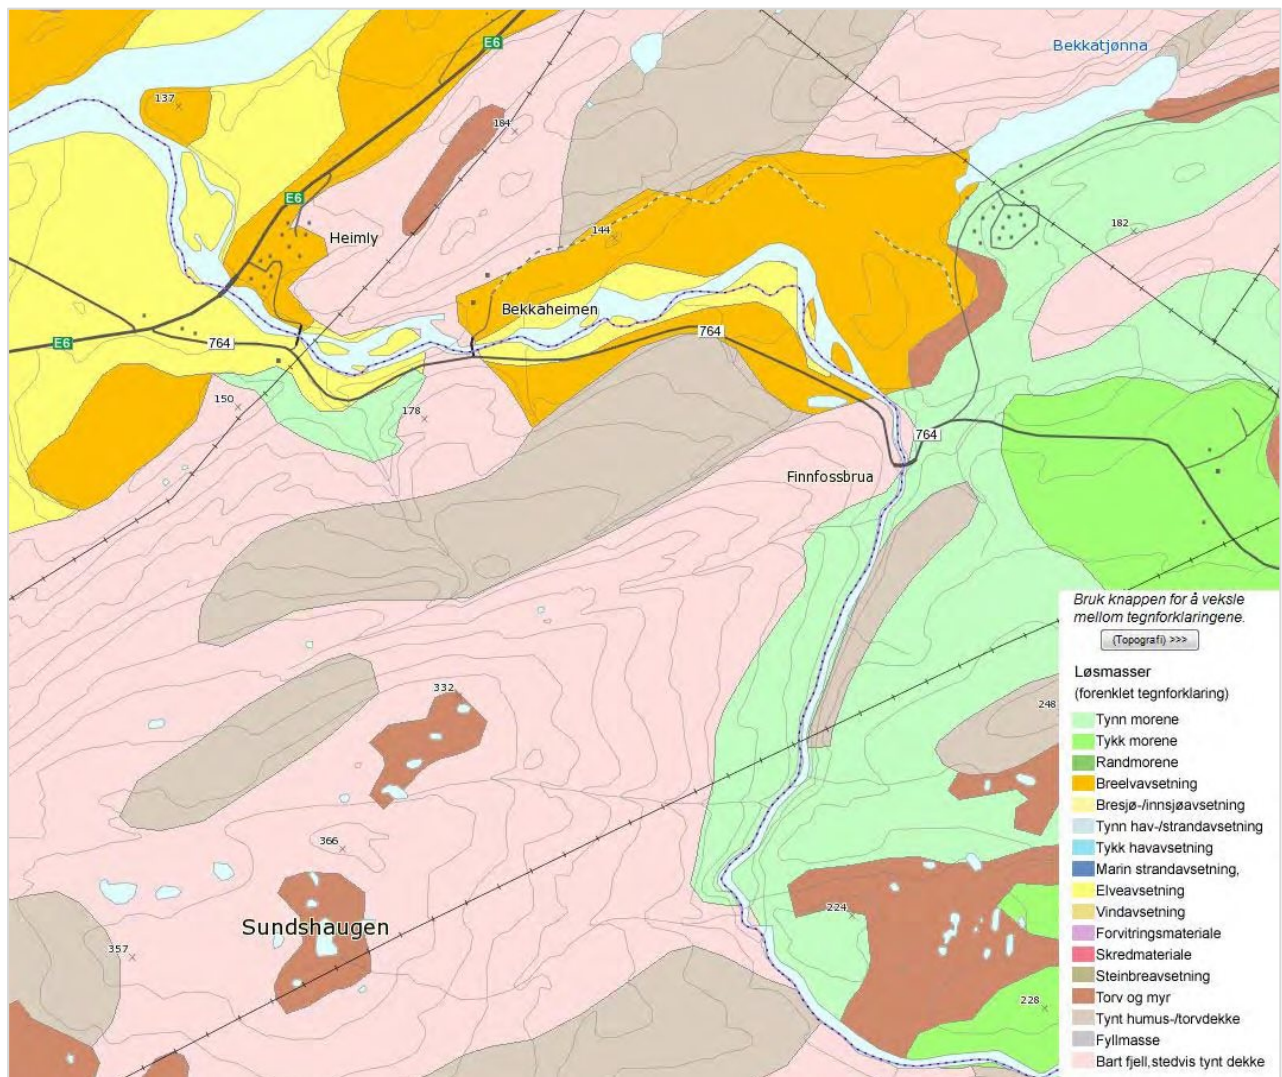 E6
Bekkatjønna
137
184
E6
182
Heimly
144
Bekkaheimen
E6
764
764
150
178
764
Finnfossbrua
332
248
366
Sundshaugen
224
357
228
Bruk knappen for å veksle
mellom tegnforklaringene.
(Topografi) >>>
Løsmasser
(forenklet tegnforklaring)
Tynn morene
Tykk morene
Randmorene
Breelvavsetning
Bresjø-/innsjøavsetning
Tynn hav-/strandavsetning
Tykk havavsetning
Marin strandavsetning,
Elveavsetning
Vindavsetning
Forvitringsmateriale
Skredmateriale
Steinbreavsetning
Torv og myr
Tynt humus-/torvdekke
Fyllmasse
Bart fjell,stedvis tynt dekke